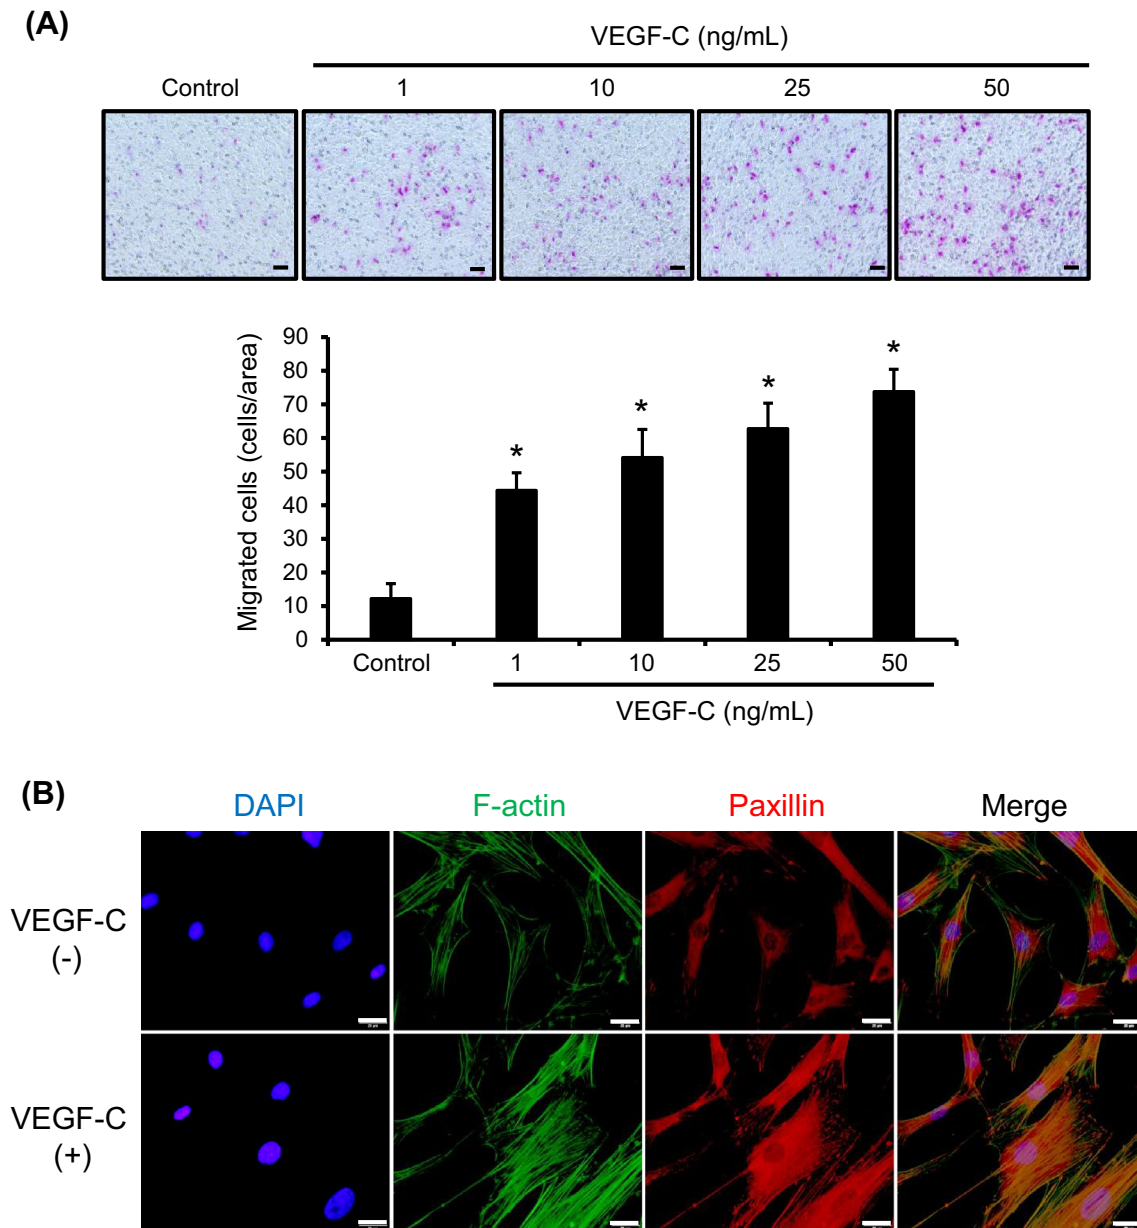 (A)
VEGF-C (ng/mL)
Control 1 10 25 50
Migrated cells (cells/area)
90
80
70
60
50
40
30
20
10
0
*
*
*
*
Control 1 10 25 50
VEGF-C (ng/mL)
(B)
DAPI F-actin Paxillin Merge
VEGF-C
(-)
VEGF-C
(+)